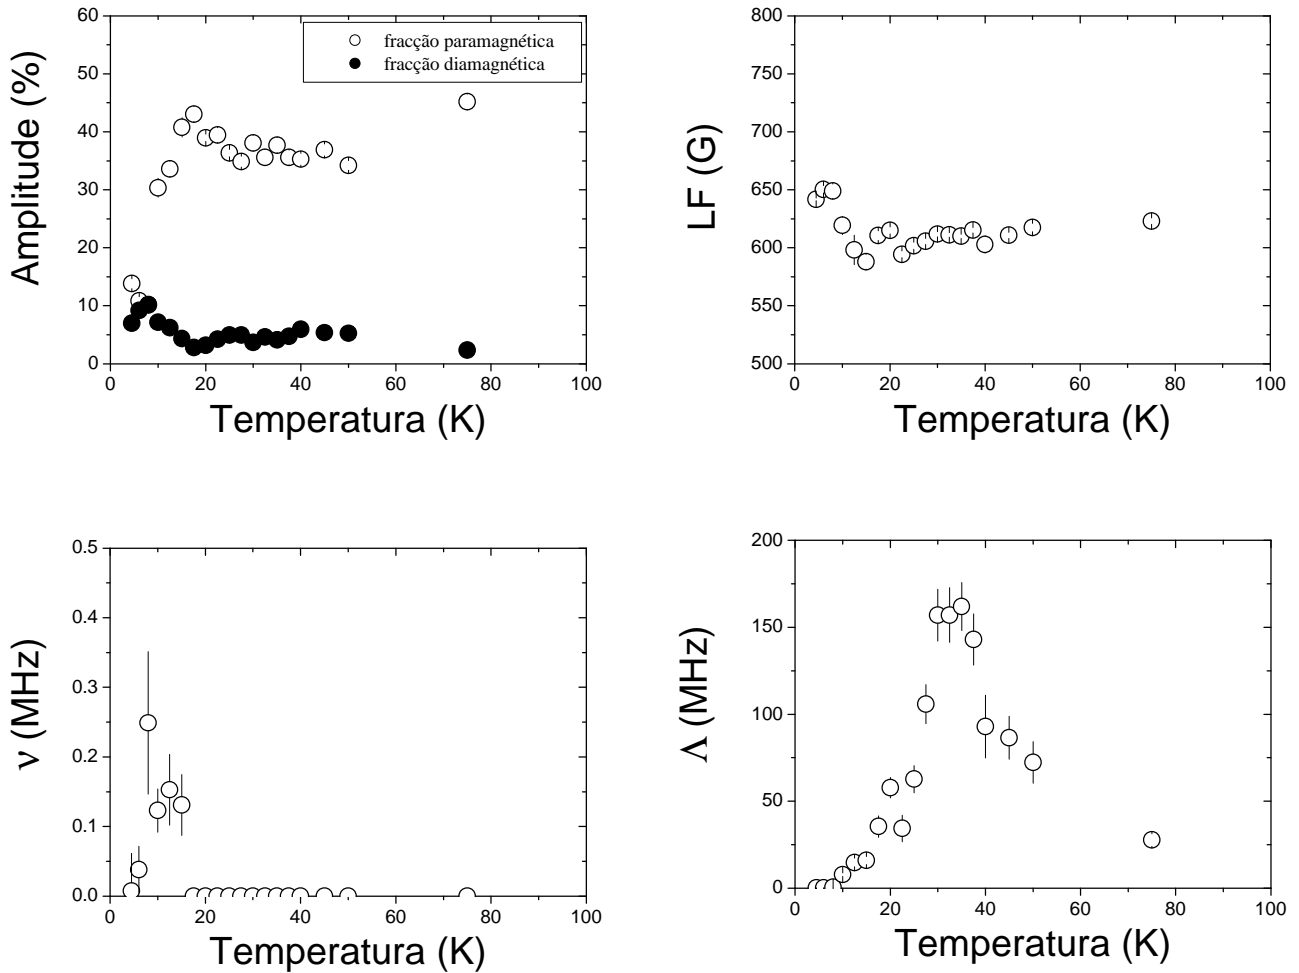 60
50
40
30
20
10
0
Amplitude (%)
fracção paramagnética
fracção diamagnética
0 20 40 60 80 100
Temperatura (K)
800
750
700
650
600
550
500
LF (G)
0 20 40 60 80 100
Temperatura (K)
0.5
0.4
0.3
0.2
0.1
0.0
ν (MHz)
0 20 40 60 80 100
Temperatura (K)
200
150
100
50
0
Λ (MHz)
0 20 40 60 80 100
Temperatura (K)